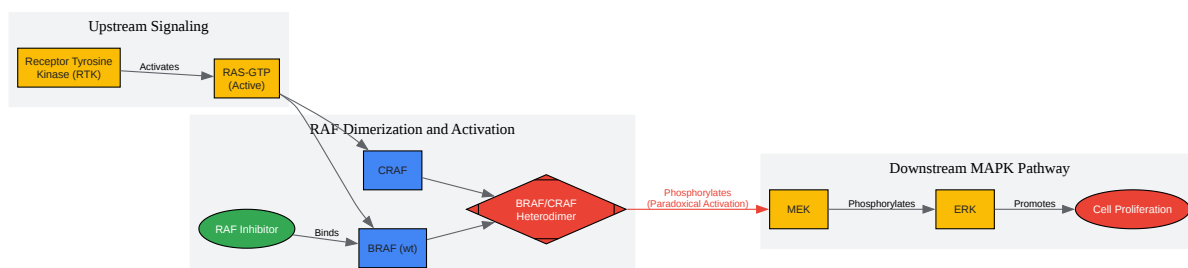 Upstream Signaling
Receptor Tyrosine
Kinase (RTK)
Activates
RAS-GTP
(Active)
RAF Dimerization and Activation
CRAF
RAF Inhibitor
Binds
BRAF (wt)
BRAF/CRAF
Heterodimer
Phosphorylates
(Paradoxical Activation)
Downstream MAPK Pathway
MEK
Phosphorylates
ERK
Promotes
Cell Proliferation